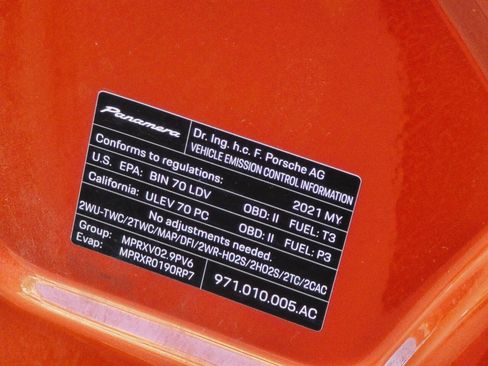 Panamera
Dr. Ing. h.c. F. Porsche AG
VEHICLE EMISSION CONTROL INFORMATION
Conforms to regulations: 2021 MY
U.S. EPA: BIN 70 LDV OBD: II FUEL: T3
California: ULEV 70 PC OBD: II FUEL: P3
No adjustments needed.
2WU-TWC/2TWC/MAP/DFI/2WR-HO2S/2HO2S/2TC/2CAC
Group: MPRXV02.9PV6
Evap: MPRXR0190RP7
971.010.005.AC